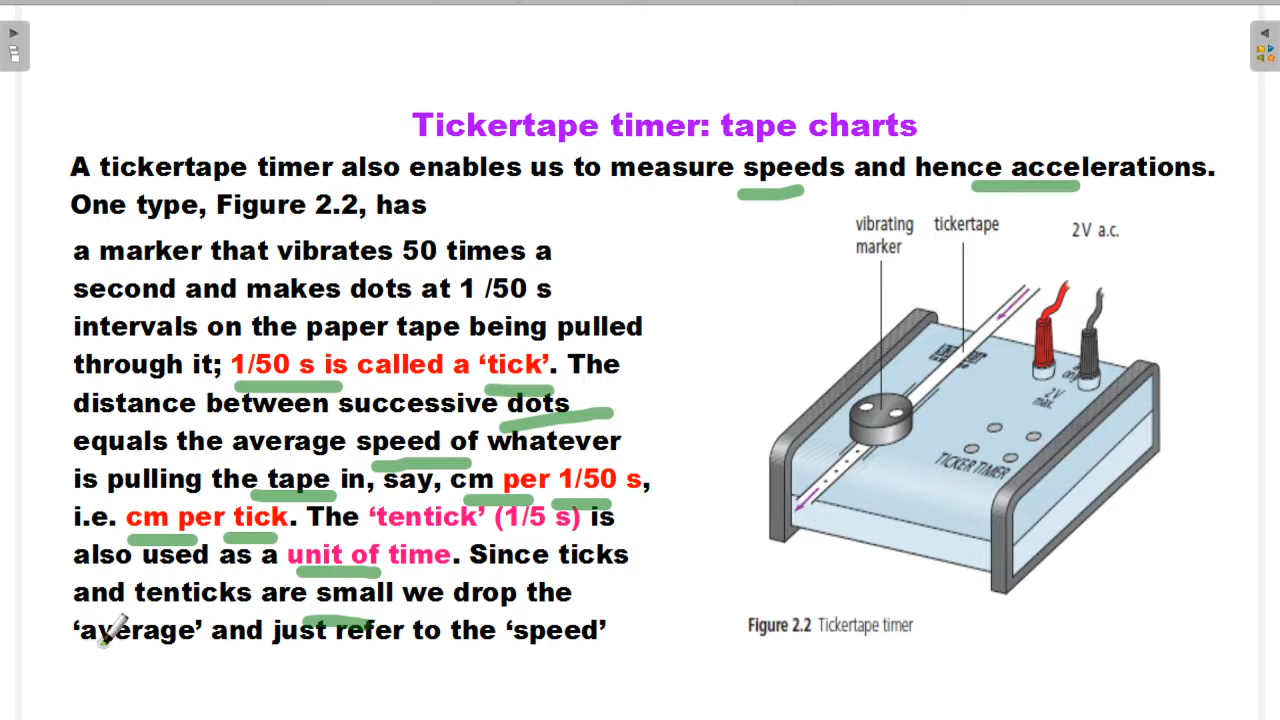 Tickertape timer: tape charts
A tickertape timer also enables us to measure speeds and hence accelerations.
One type, Figure 2.2, has
a marker that vibrates 50 times a
second and makes dots at 1 /50 s
intervals on the paper tape being pulled
through it; 1/50 s is called a ‘tick’. The
distance between successive dots
equals the average speed of whatever
is pulling the tape in, say, cm per 1/50 s,
i.e. cm per tick. The ‘tentick’ (1/5 s) is
also used as a unit of time. Since ticks
and tenticks are small we drop the
‘average’ and just refer to the ‘speed’
vibrating
marker
tickertape
2 V a.c.
2 V
max.
TICKER TIMER
Figure 2.2 Tickertape timer